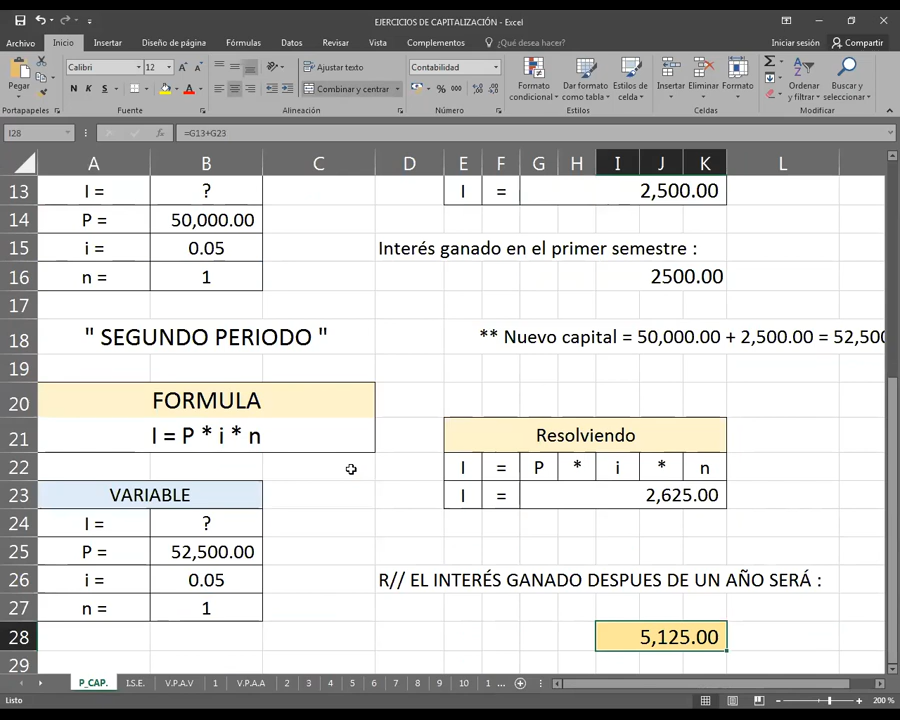 EJERCICIOS DE CAPITALIZACIÓN - Excel
Archivo Inicio Insertar Diseño de página Fórmulas Datos Revisar Vista Complementos ¿Qué desea hacer? Iniciar sesión Compartir
Calibri 12 Ajustar texto Contabilidad
Pegar N K S Combinar y centrar % 000 Formato condicional Dar formato como tabla Estilos de celda Insertar Eliminar Formato Ordenar y filtrar Buscar y seleccionar
Portapapeles Fuente Alineación Número Estilos Celdas Modificar
I28 fx =G13+G23
A B C D E F G H I J K L
13 I = ? I = 2,500.00
14 P = 50,000.00
15 i = 0.05 Interés ganado en el primer semestre :
16 n = 1 2500.00
17
18 " SEGUNDO PERIODO " ** Nuevo capital = 50,000.00 + 2,500.00 = 52,500
19
20 FORMULA
21 I = P * i * n Resolviendo
22 I = P * i * n
23 VARIABLE I = 2,625.00
24 I = ?
25 P = 52,500.00
26 i = 0.05 R// EL INTERÉS GANADO DESPUES DE UN AÑO SERÁ :
27 n = 1
28 5,125.00
29
P_CAP. I.S.E. V.P.A.V 1 V.P.A.A 2 3 4 5 6 7 8 9 10 1 ...
Listo 200 %